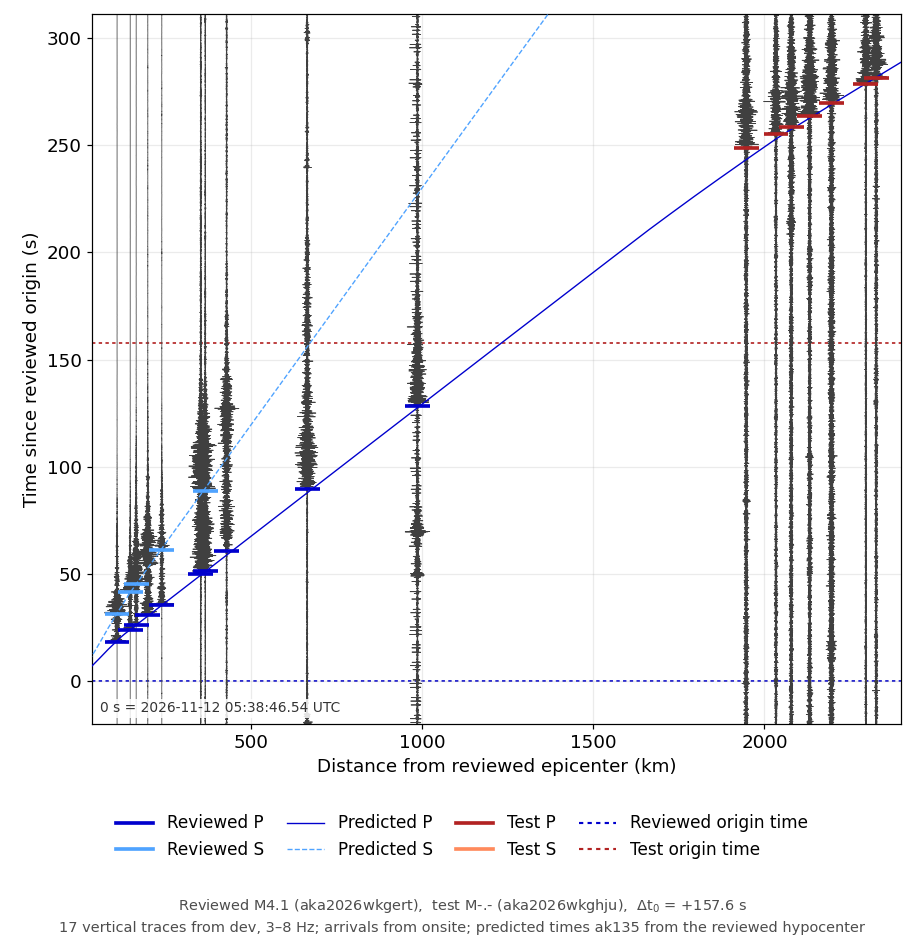 300
250
200
150
100
50
0
Time since reviewed origin (s)
0 s = 2026-11-12 05:38:46.54 UTC
500 1000 1500 2000
Distance from reviewed epicenter (km)
Reviewed P Predicted P Test P Reviewed origin time
Reviewed S Predicted S Test S Test origin time
Reviewed M4.1 (aka2026wkgert), test M-.- (aka2026wkghju), Δt₀ = +157.6 s
17 vertical traces from dev, 3–8 Hz; arrivals from onsite; predicted times ak135 from the reviewed hypocenter